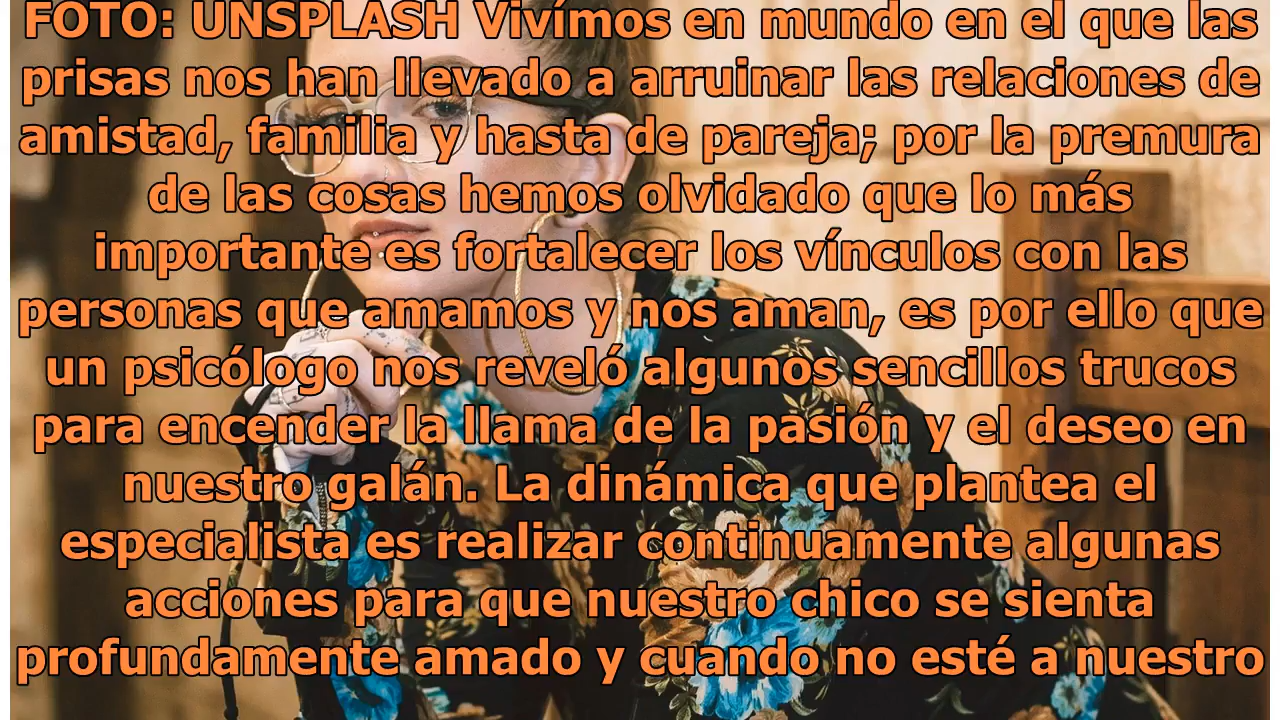 FOTO: UNSPLASH Vivímos en mundo en el que las
prisas nos han llevado a arruinar las relaciones de
amistad, familia y hasta de pareja; por la premura
de las cosas hemos olvidado que lo más
importante es fortalecer los vínculos con las
personas que amamos y nos aman, es por ello que
un psicólogo nos reveló algunos sencillos trucos
para encender la llama de la pasión y el deseo en
nuestro galán. La dinámica que plantea el
especialista es realizar continuamente algunas
acciones para que nuestro chico se sienta
profundamente amado y cuando no esté a nuestro